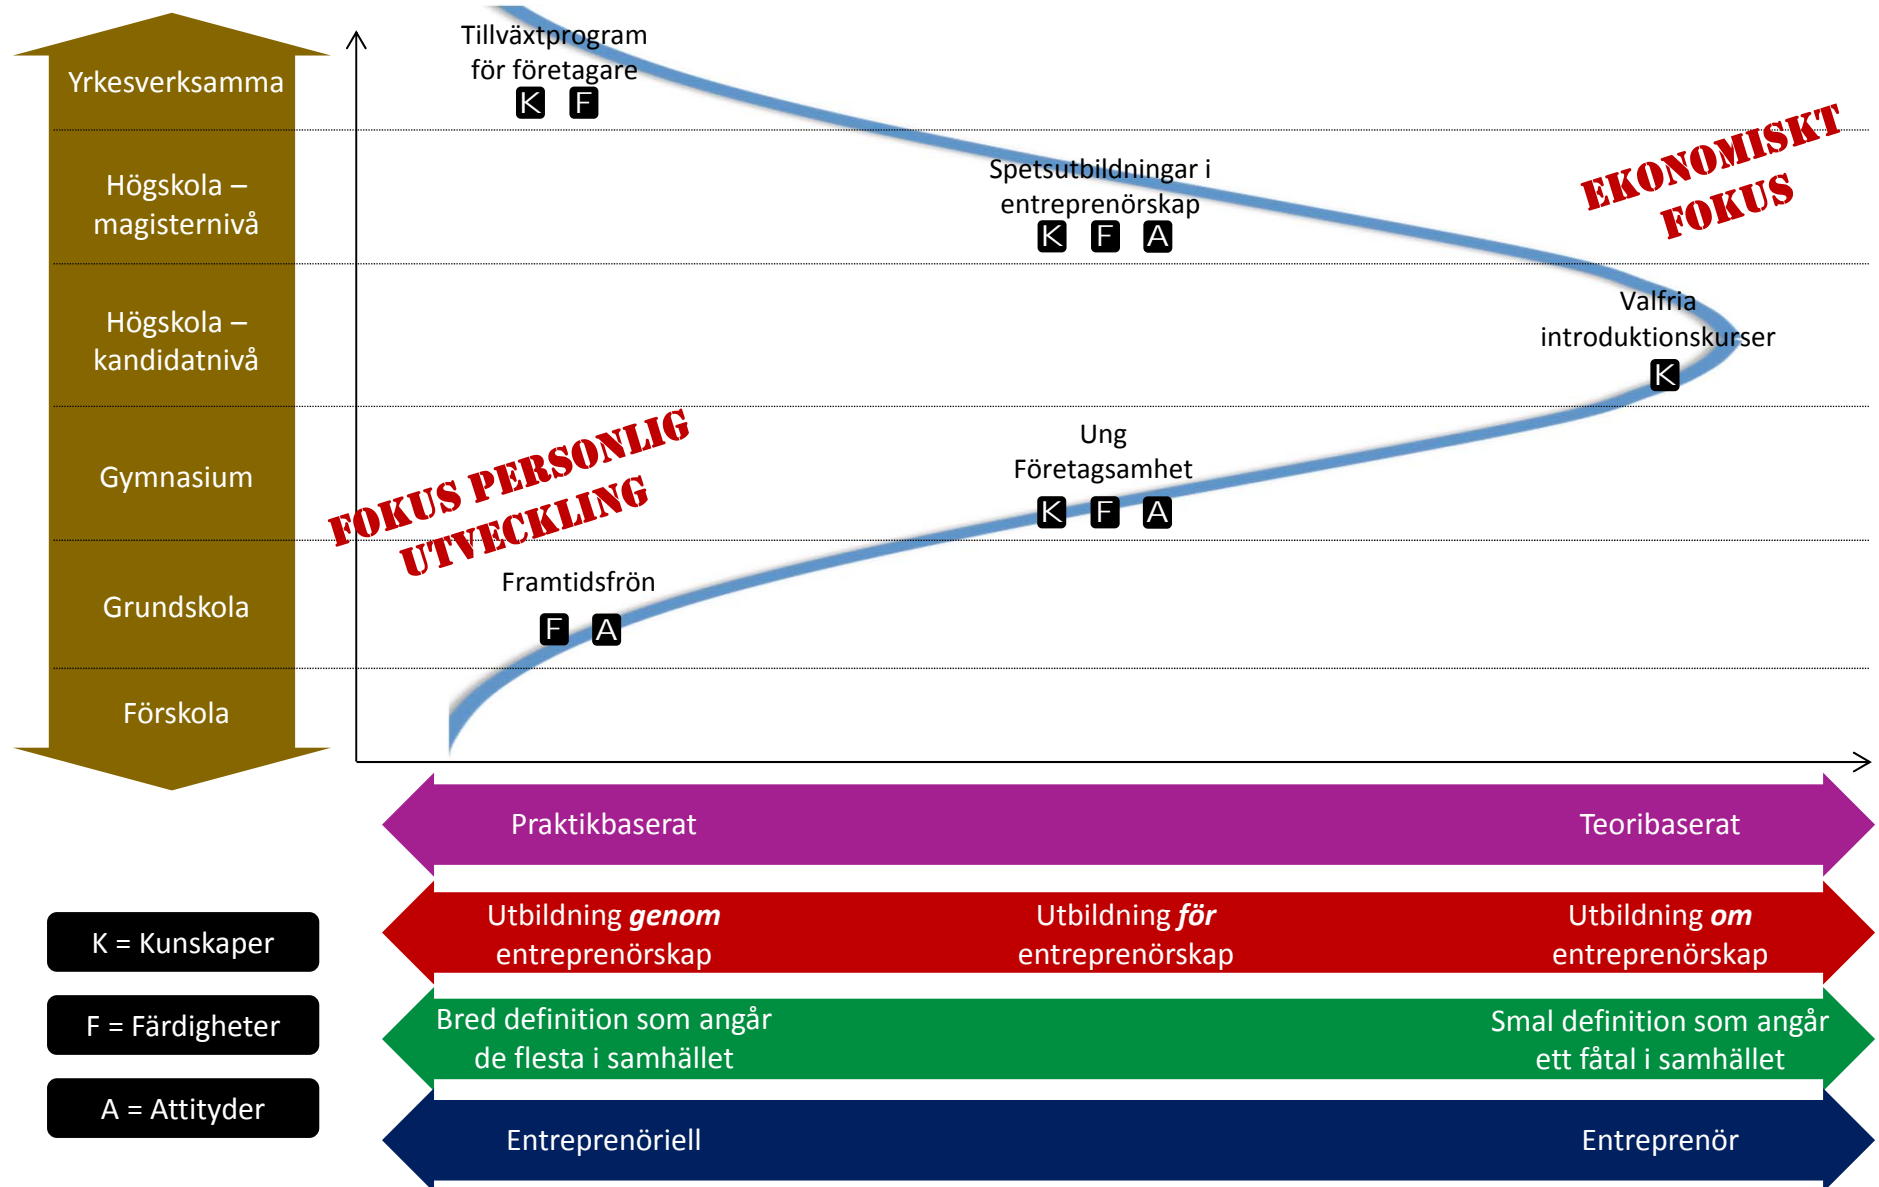 Yrkesverksamma
Högskola –
magisternivå
Högskola –
kandidatnivå
Gymnasium
Grundskola
Förskola
Tillväxtprogram
för företagare
K F
Spetsutbildningar i
entreprenörskap
K F A
EKONOMISKT
FOKUS
Valfria
introduktionskurser
K
FOKUS PERSONLIG
UTVECKLING
Ung
Företagsamhet
K F A
Framtidsfrön
F A
Praktikbaserat
Teoribaserat
Utbildning genom
entreprenörskap
Utbildning för
entreprenörskap
Utbildning om
entreprenörskap
Bred definition som angår
de flesta i samhället
Smal definition som angår
ett fåtal i samhället
Entreprenöriell
Entreprenör
K = Kunskaper
F = Färdigheter
A = Attityder